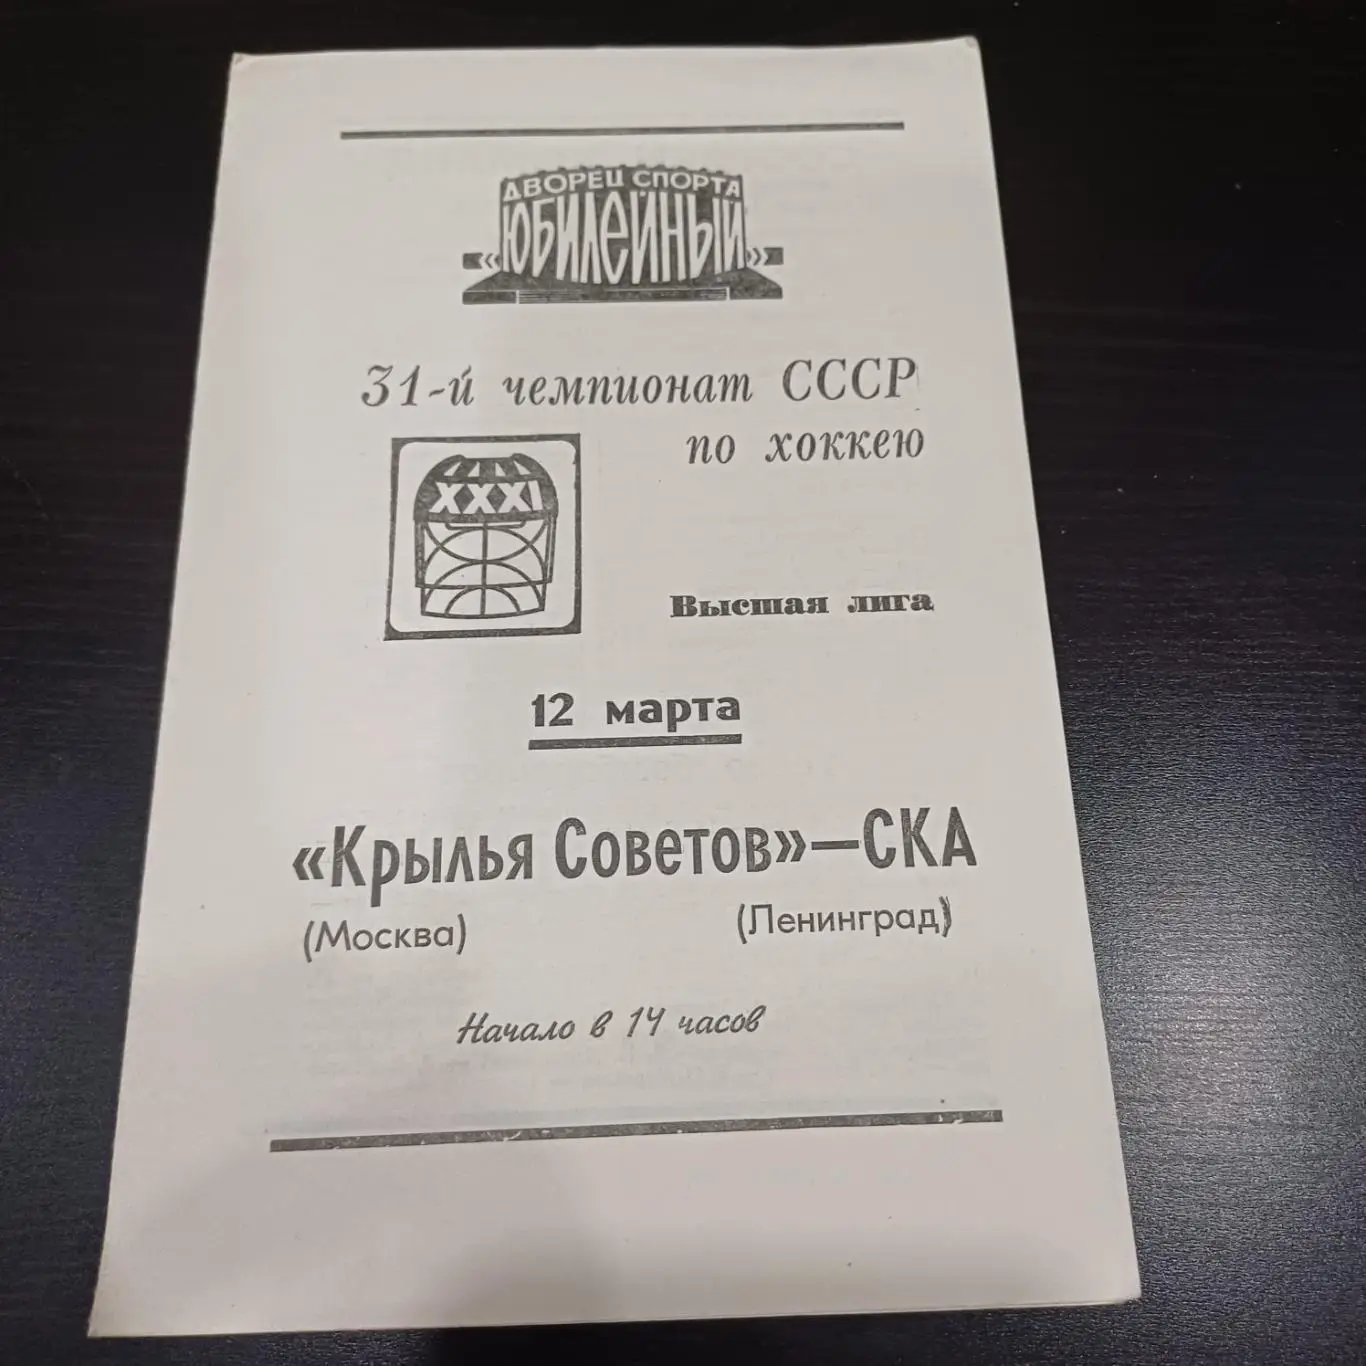 ДВОРЕЦ СПОРТА
«ЮБИЛЕЙНЫЙ»
31-й чемпионат СССР
по хоккею
XXXI
Высшая лига
12 марта
«Крылья Советов»—СКА
(Москва) (Ленинград)
Начало в 14 часов